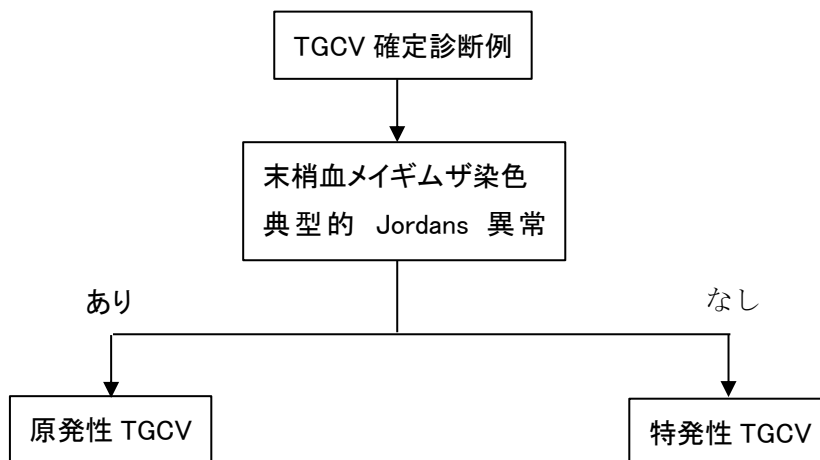 TGCV 確定診断例
末梢血メイギムザ染色
典型的 Jordans 異常
あり
なし
原発性 TGCV
特発性 TGCV